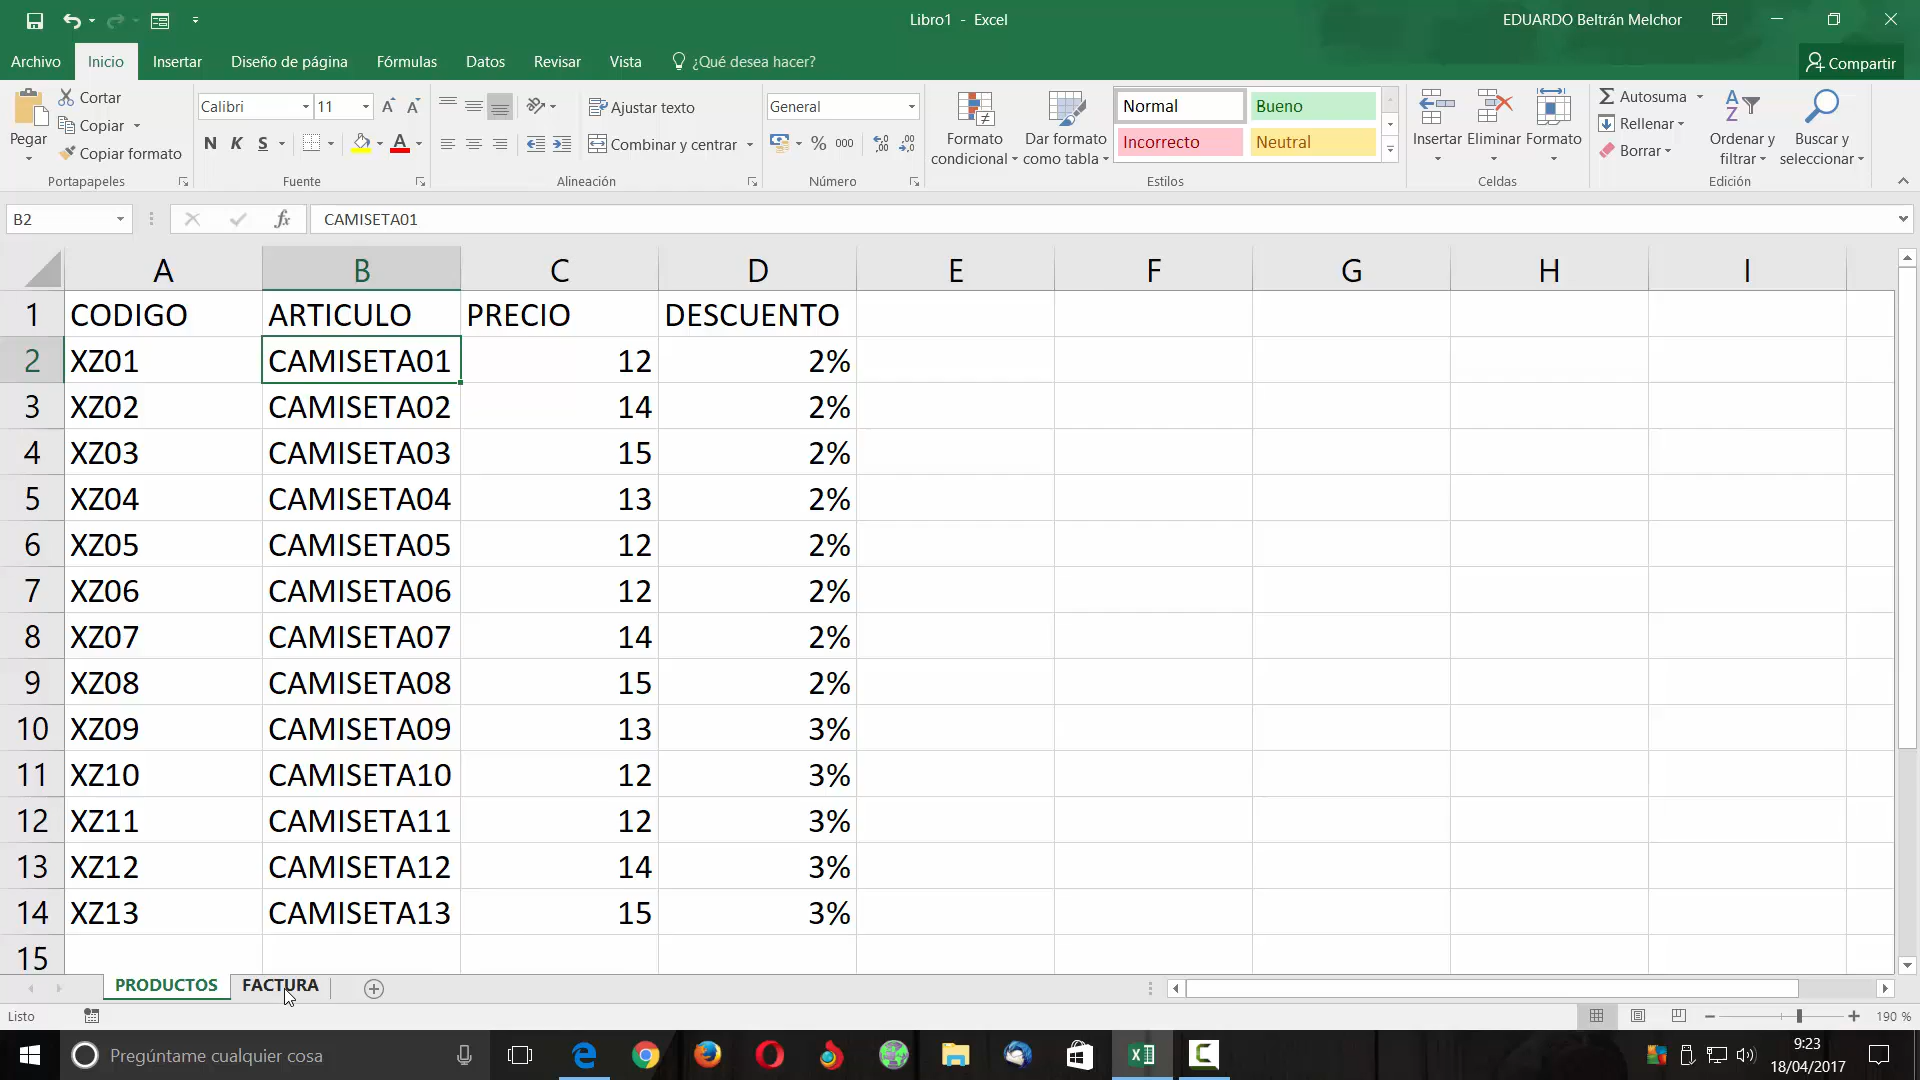 Libro1 - Excel
EDUARDO Beltrán Melchor
Archivo Inicio Insertar Diseño de página Fórmulas Datos Revisar Vista ¿Qué desea hacer? Compartir
Pegar
Cortar
Copiar
Copiar formato
Portapapeles
Calibri 11
N K S
Fuente
Ajustar texto
Combinar y centrar
Alineación
General
% 000
Número
Formato condicional
Dar formato como tabla
Normal Bueno
Incorrecto Neutral
Estilos
Insertar Eliminar Formato
Celdas
Autosuma
Rellenar
Borrar
Ordenar y filtrar
Buscar y seleccionar
Edición
B2 fx CAMISETA01
A B C D E F G H I
1 CODIGO ARTICULO PRECIO DESCUENTO
2 XZ01 CAMISETA01 12 2%
3 XZ02 CAMISETA02 14 2%
4 XZ03 CAMISETA03 15 2%
5 XZ04 CAMISETA04 13 2%
6 XZ05 CAMISETA05 12 2%
7 XZ06 CAMISETA06 12 2%
8 XZ07 CAMISETA07 14 2%
9 XZ08 CAMISETA08 15 2%
10 XZ09 CAMISETA09 13 3%
11 XZ10 CAMISETA10 12 3%
12 XZ11 CAMISETA11 12 3%
13 XZ12 CAMISETA12 14 3%
14 XZ13 CAMISETA13 15 3%
15
PRODUCTOS FACTURA
Listo
190 %
Pregúntame cualquier cosa
9:23
18/04/2017